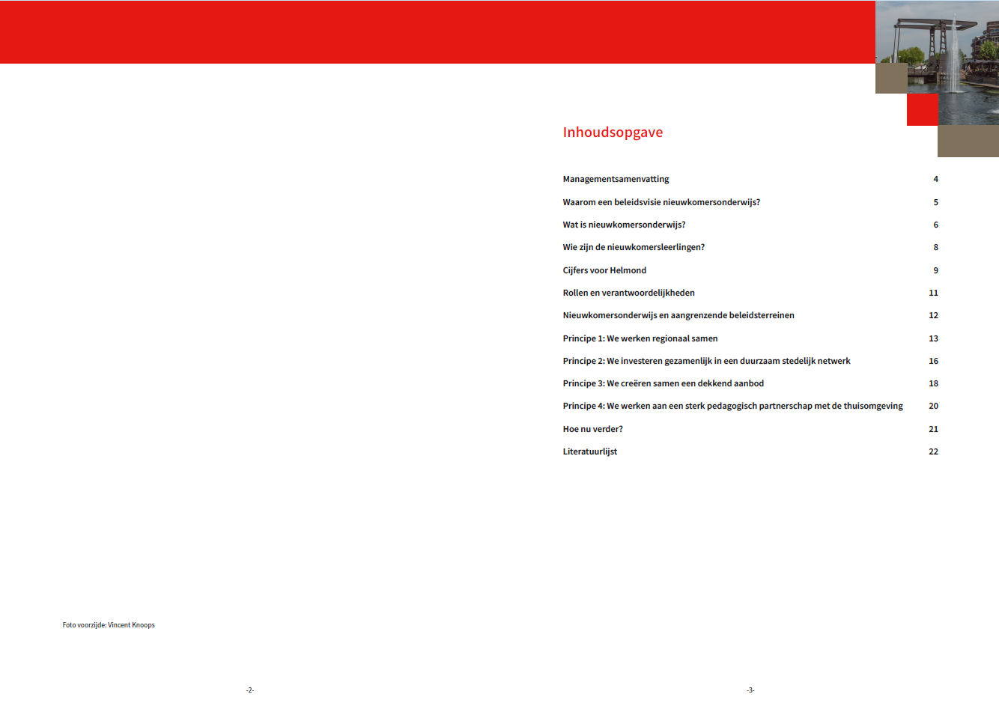 Foto voorzijde: Vincent Knoops
-2-
Inhoudsopgave
Managementsamenvatting 4
Waarom een beleidsvisie nieuwkomersonderwijs? 5
Wat is nieuwkomersonderwijs? 6
Wie zijn de nieuwkomersleerlingen? 8
Cijfers voor Helmond 9
Rollen en verantwoordelijkheden 11
Nieuwkomersonderwijs en aangrenzende beleidsterreinen 12
Principe 1: We werken regionaal samen 13
Principe 2: We investeren gezamenlijk in een duurzaam stedelijk netwerk 16
Principe 3: We creëren samen een dekkend aanbod 18
Principe 4: We werken aan een sterk pedagogisch partnerschap met de thuisomgeving 20
Hoe nu verder? 21
Literatuurlijst 22
-3-